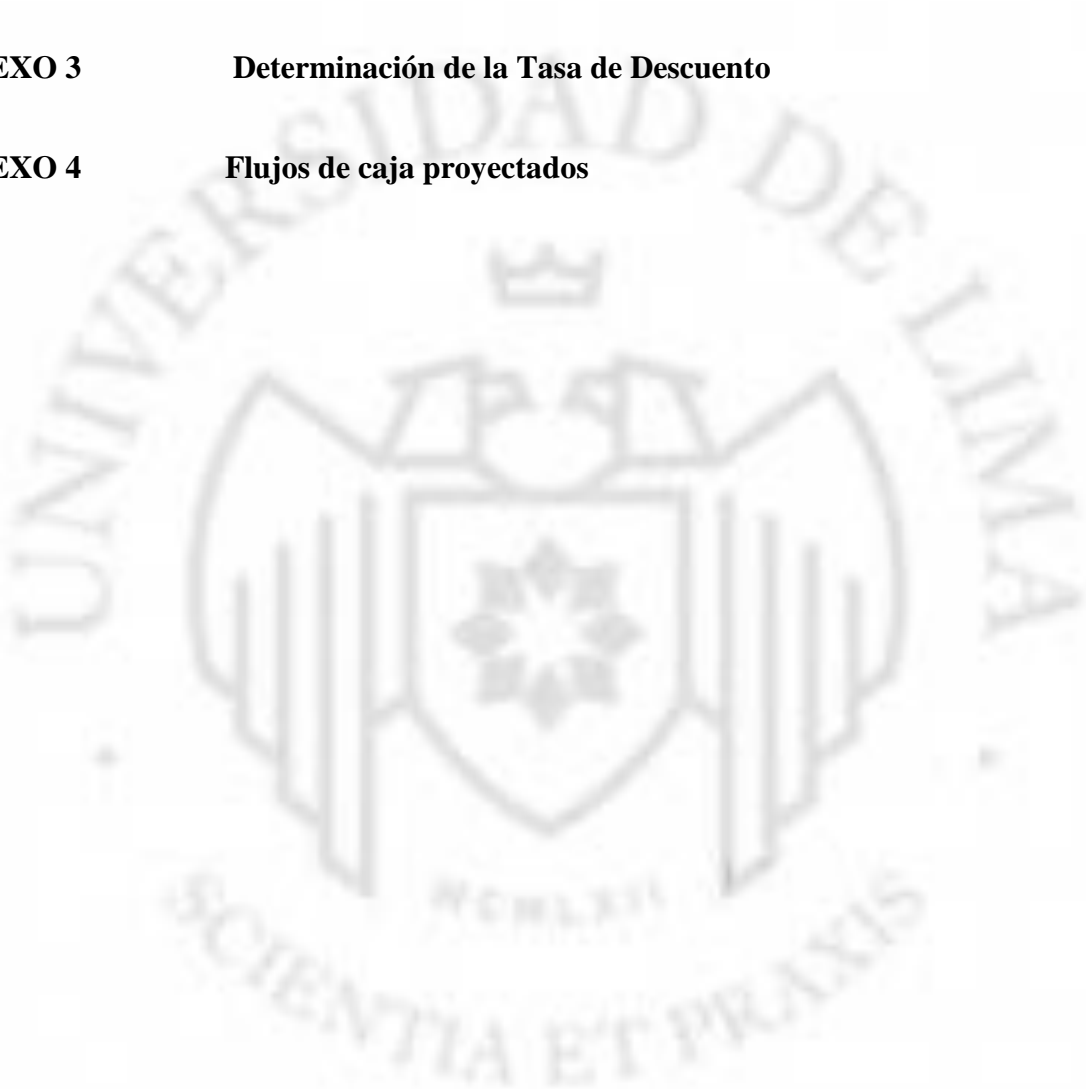 EXO 3 Determinación de la Tasa de Descuento
EXO 4 Flujos de caja proyectados
UNIVERSIDAD DE LIMA
MCMLXII
SCIENTIA ET PRAXIS